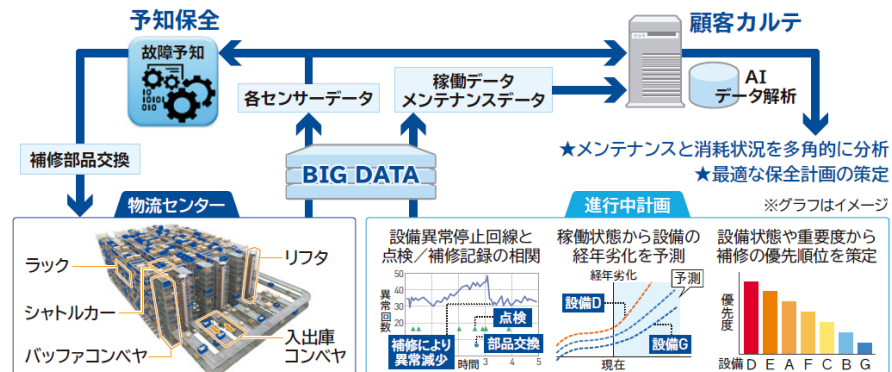 予知保全
故障予知
顧客カルテ
各センサーデータ
稼働データ
メンテナンスデータ
AI
データ解析
補修部品交換
BIG DATA
★メンテナンスと消耗状況を多角的に分析
★最適な保全計画の策定
物流センター
ラック
シャトルカー
バッファコンベヤ
リフタ
入出庫
コンベヤ
進行中計画
※グラフはイメージ
設備異常停止回線と
点検／補修記録の相関
異常回数
50
40
30
20
点検
部品交換
補修により
異常減少
時間
3
4
5
稼働状態から設備の
経年劣化を予測
経年劣化
予測
設備D
設備G
現在
設備状態や重要度から
補修の優先順位を策定
優先度
設備 D E A F C B G